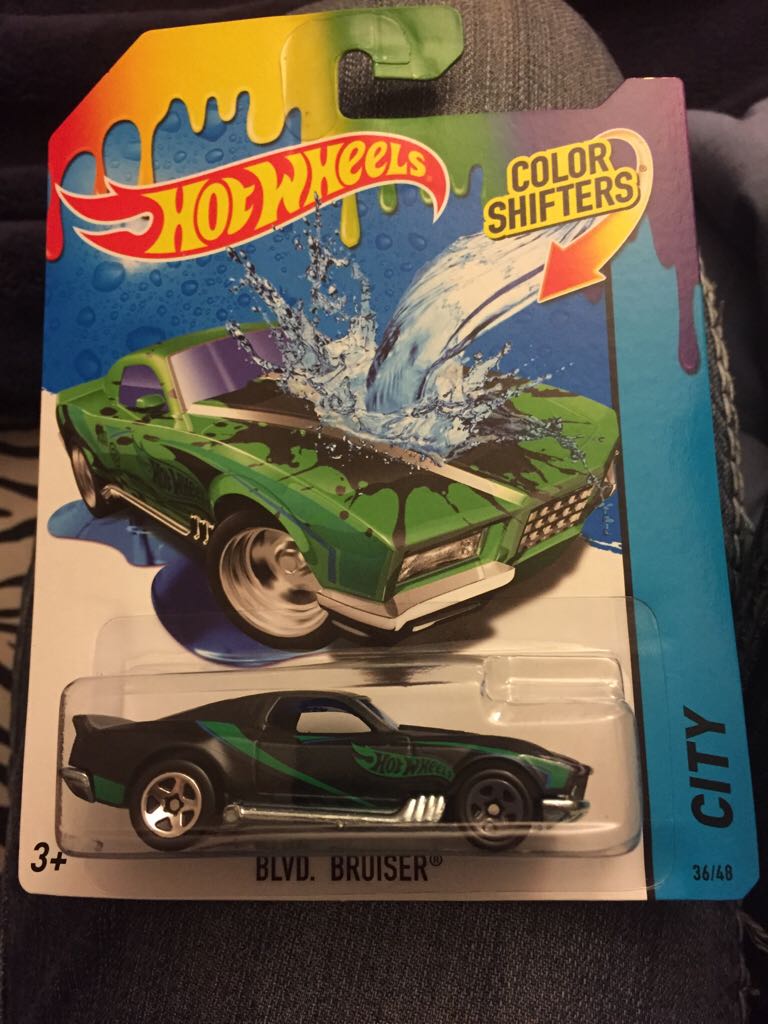 HOT WHEELS
COLOR
SHIFTERS®
HOT WHEELS
CITY
3+
BLVD. BRUISER®
36/48